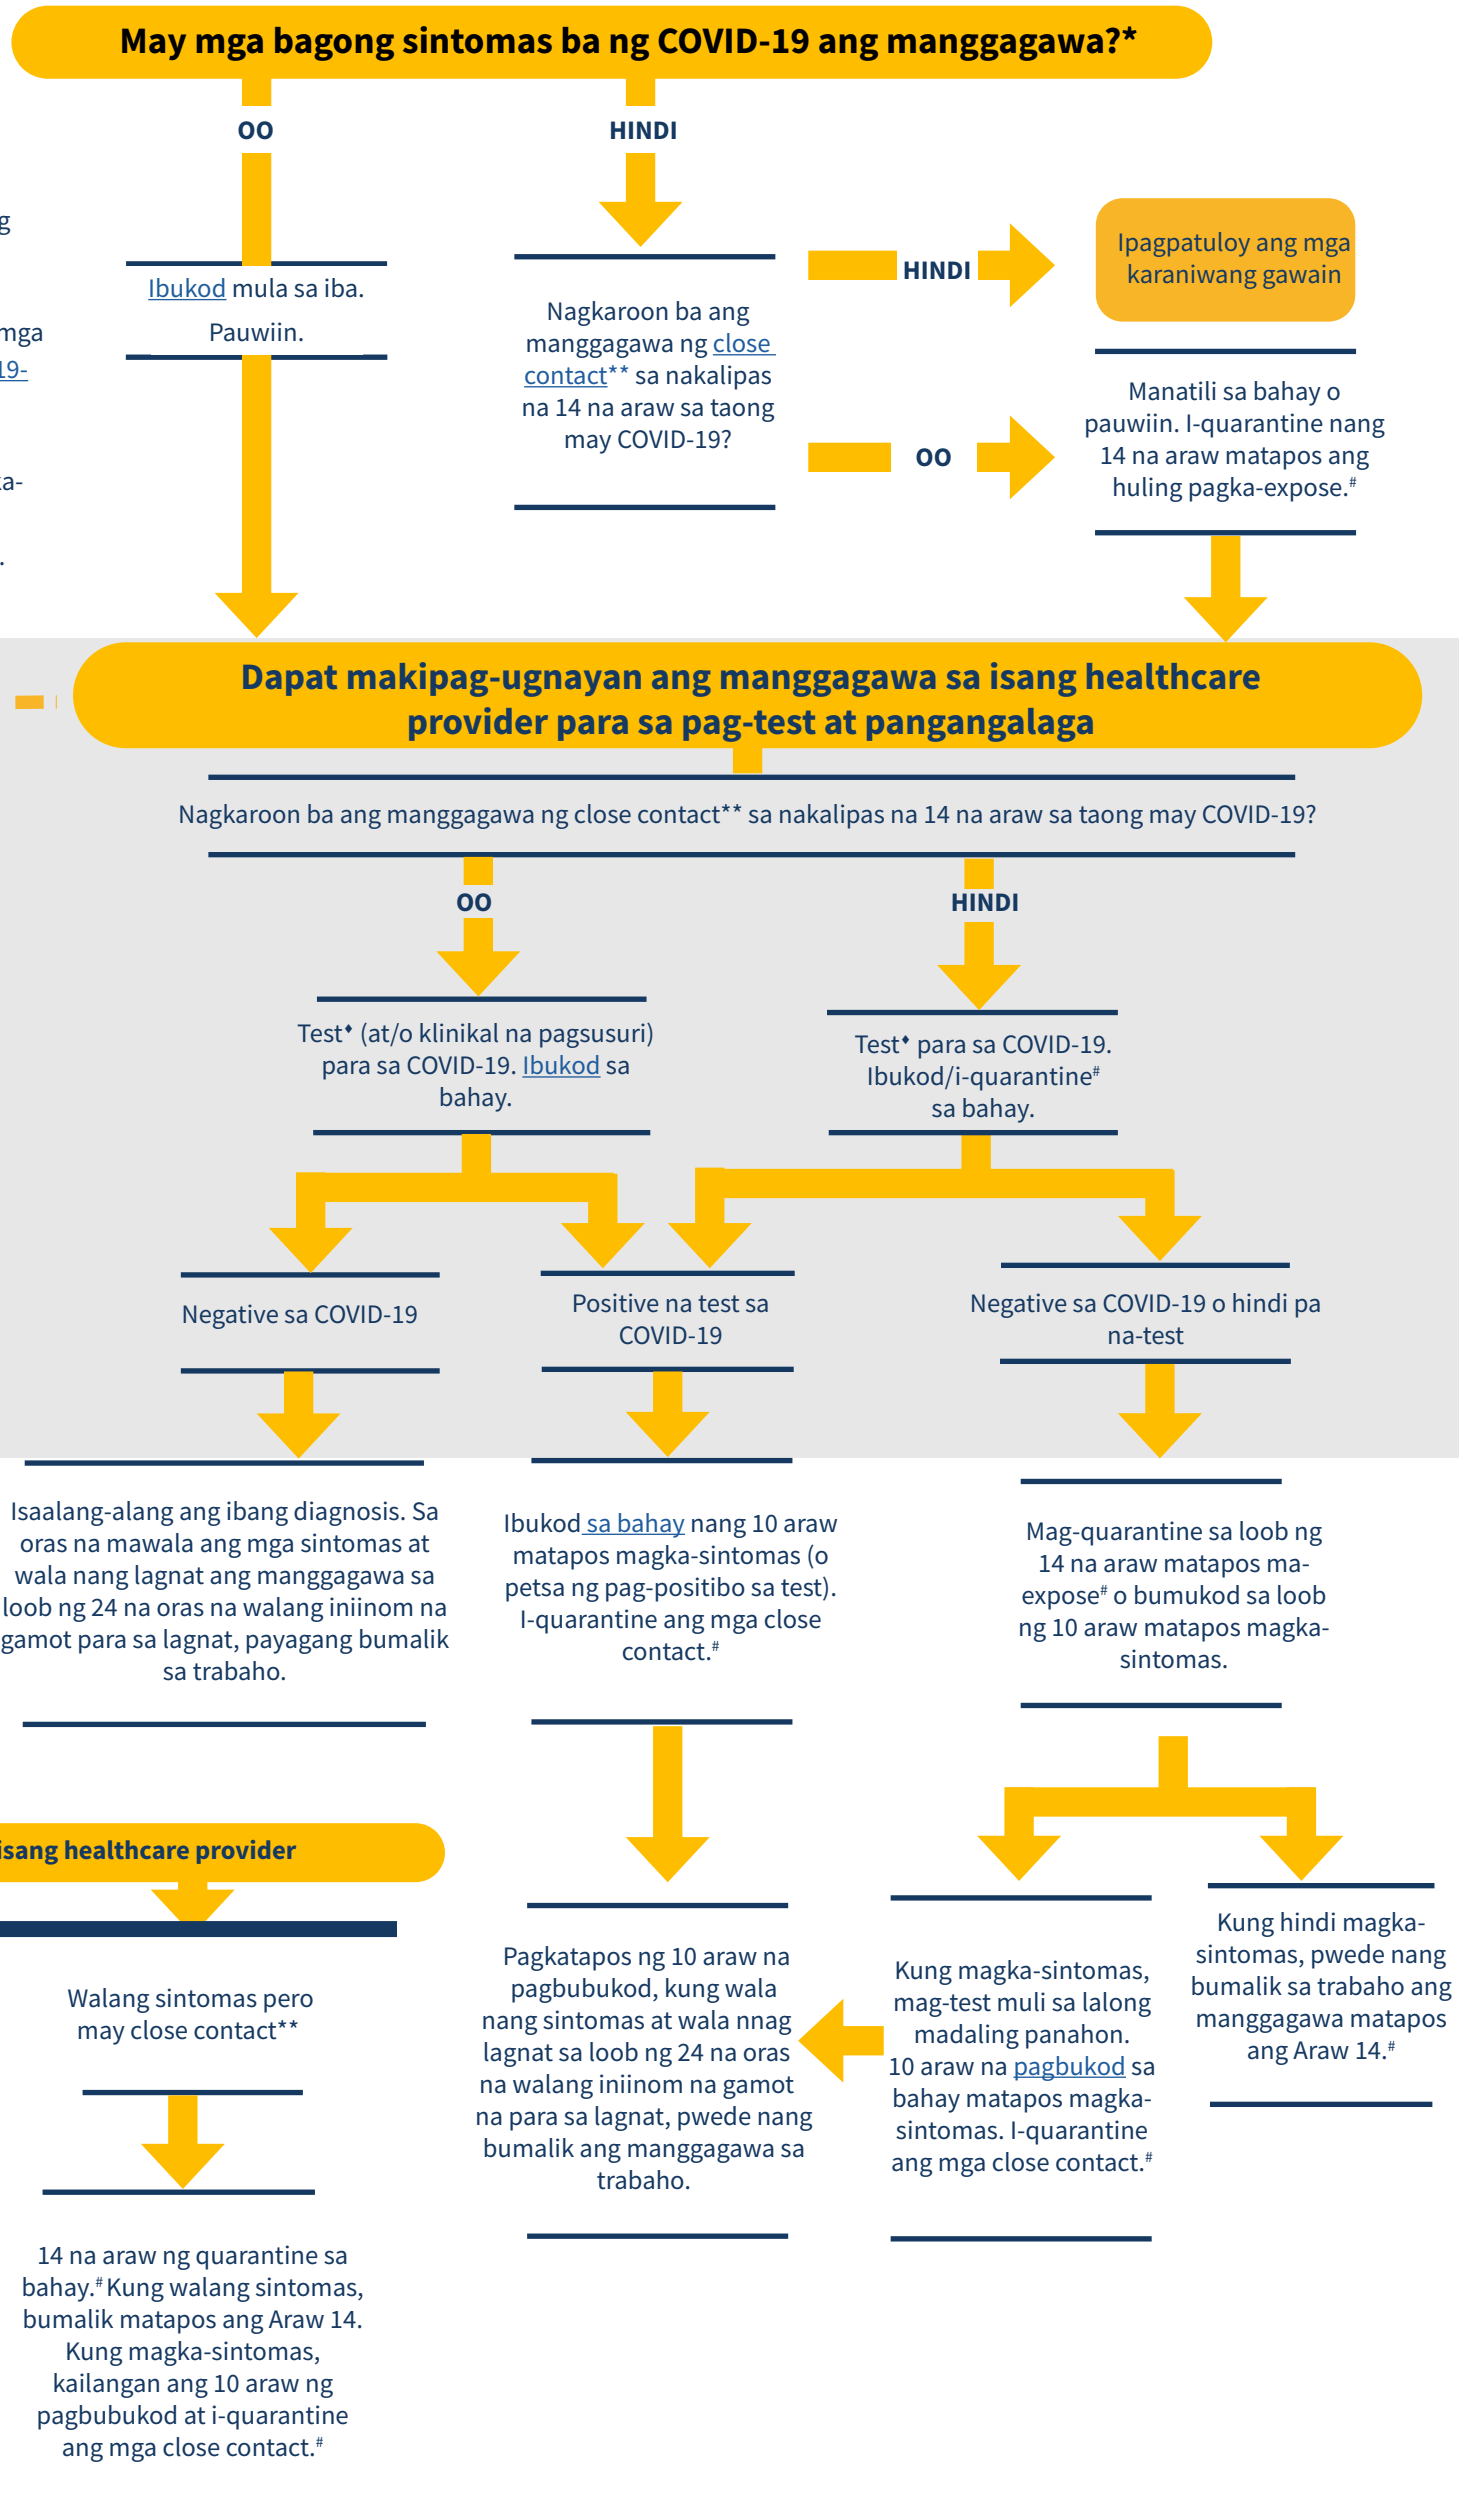 May mga bagong sintomas ba ng COVID-19 ang manggagawa?*
OO
HINDI
g
mga
19-
ka-
.
Ibukod mula sa iba.
Pauwiin.
Nagkaroon ba ang
manggagawa ng close
contact** sa nakalipas
na 14 na araw sa taong
may COVID-19?
HINDI
Ipagpatuloy ang mga
karaniwang gawain
OO
Manatili sa bahay o
pauwiin. I-quarantine nang
14 na araw matapos ang
huling pagka-expose.#
Dapat makipag-ugnayan ang manggagawa sa isang healthcare
provider para sa pag-test at pangangalaga
Nagkaroon ba ang manggagawa ng close contact** sa nakalipas na 14 na araw sa taong may COVID-19?
OO
HINDI
Test♦ (at/o klinikal na pagsusuri)
para sa COVID-19. Ibukod sa
bahay.
Test♦ para sa COVID-19.
Ibukod/i-quarantine#
sa bahay.
Negative sa COVID-19
Positive na test sa
COVID-19
Negative sa COVID-19 o hindi pa
na-test
Isaalang-alang ang ibang diagnosis. Sa
oras na mawala ang mga sintomas at
wala nang lagnat ang manggagawa sa
loob ng 24 na oras na walang iniinom na
gamot para sa lagnat, payagang bumalik
sa trabaho.
Ibukod sa bahay nang 10 araw
matapos magka-sintomas (o
petsa ng pag-positibo sa test).
I-quarantine ang mga close
contact.#
Mag-quarantine sa loob ng
14 na araw matapos ma-
expose# o bumukod sa loob
ng 10 araw matapos magka-
sintomas.
isang healthcare provider
Walang sintomas pero
may close contact**
14 na araw ng quarantine sa
bahay.# Kung walang sintomas,
bumalik matapos ang Araw 14.
Kung magka-sintomas,
kailangan ang 10 araw ng
pagbubukod at i-quarantine
ang mga close contact.#
Pagkatapos ng 10 araw na
pagbubukod, kung wala
nang sintomas at wala nnag
lagnat sa loob ng 24 na oras
na walang iniinom na gamot
na para sa lagnat, pwede nang
bumalik ang manggagawa sa
trabaho.
Kung magka-sintomas,
mag-test muli sa lalong
madaling panahon.
10 araw na pagbukod sa
bahay matapos magka-
sintomas. I-quarantine
ang mga close contact.#
Kung hindi magka-
sintomas, pwede nang
bumalik sa trabaho ang
manggagawa matapos
ang Araw 14.#